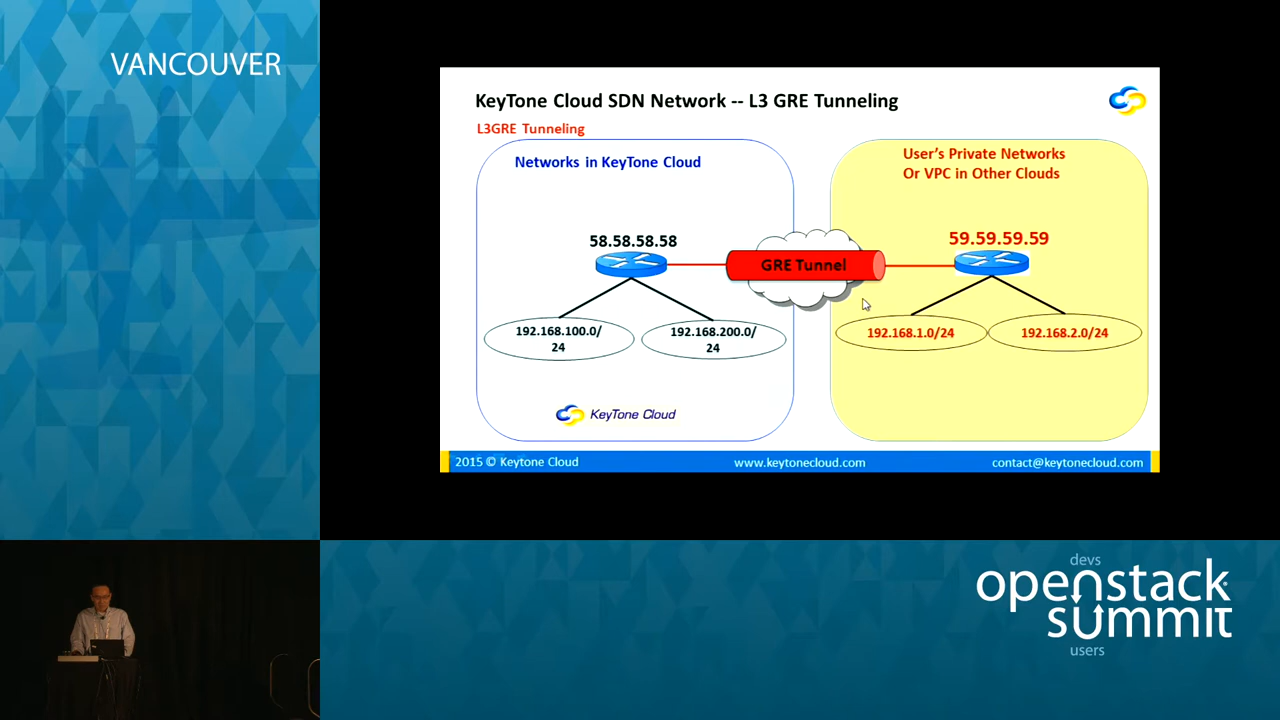 VANCOUVER
KeyTone Cloud SDN Network -- L3 GRE Tunneling
L3GRE Tunneling
Networks in KeyTone Cloud
User's Private Networks
Or VPC in Other Clouds
58.58.58.58
59.59.59.59
GRE Tunnel
192.168.100.0/
24
192.168.200.0/
24
192.168.1.0/24
192.168.2.0/24
KeyTone Cloud
2015 © Keytone Cloud
www.keytonecloud.com
contact@keytonecloud.com
devs
openstack
summit
users